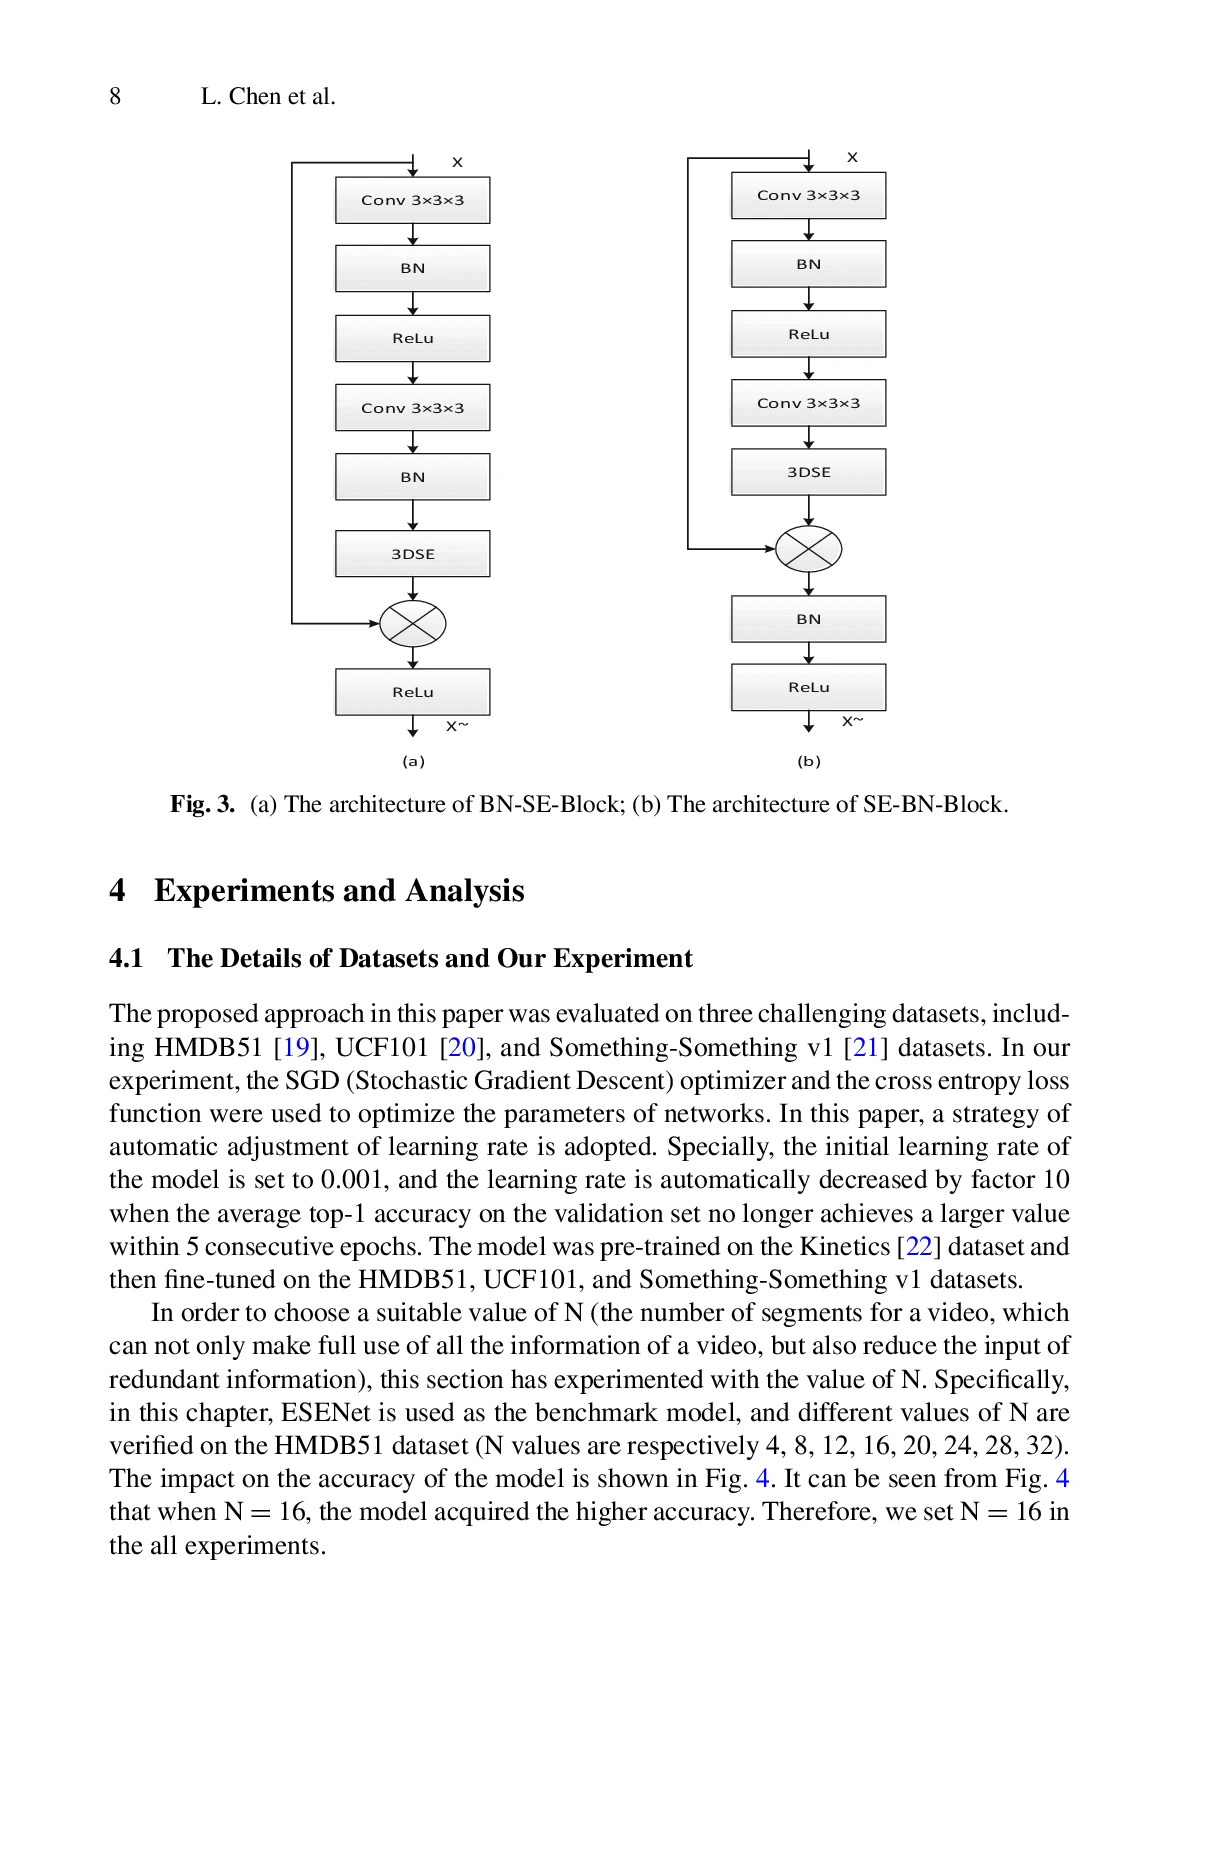 8 L. Chen et al.
x
Conv 3×3×3
BN
ReLu
Conv 3×3×3
BN
3DSE
ReLu
x~
(a)
x
Conv 3×3×3
BN
ReLu
Conv 3×3×3
3DSE
BN
ReLu
x~
(b)
Fig. 3. (a) The architecture of BN-SE-Block; (b) The architecture of SE-BN-Block.
4 Experiments and Analysis
4.1 The Details of Datasets and Our Experiment
The proposed approach in this paper was evaluated on three challenging datasets, includ-
ing HMDB51 [19], UCF101 [20], and Something-Something v1 [21] datasets. In our
experiment, the SGD (Stochastic Gradient Descent) optimizer and the cross entropy loss
function were used to optimize the parameters of networks. In this paper, a strategy of
automatic adjustment of learning rate is adopted. Specially, the initial learning rate of
the model is set to 0.001, and the learning rate is automatically decreased by factor 10
when the average top-1 accuracy on the validation set no longer achieves a larger value
within 5 consecutive epochs. The model was pre-trained on the Kinetics [22] dataset and
then fine-tuned on the HMDB51, UCF101, and Something-Something v1 datasets.
In order to choose a suitable value of N (the number of segments for a video, which
can not only make full use of all the information of a video, but also reduce the input of
redundant information), this section has experimented with the value of N. Specifically,
in this chapter, ESENet is used as the benchmark model, and different values of N are
verified on the HMDB51 dataset (N values are respectively 4, 8, 12, 16, 20, 24, 28, 32).
The impact on the accuracy of the model is shown in Fig. 4. It can be seen from Fig. 4
that when N = 16, the model acquired the higher accuracy. Therefore, we set N = 16 in
the all experiments.